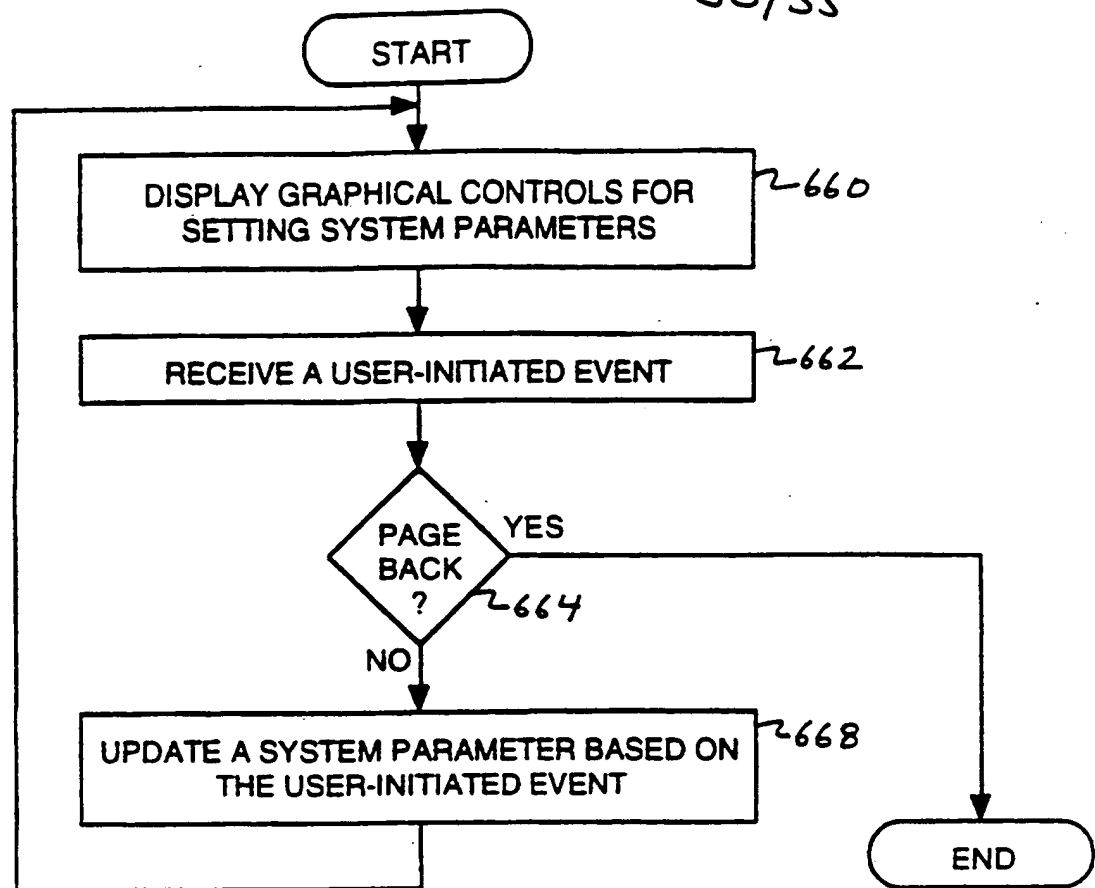 START
DISPLAY GRAPHICAL CONTROLS FOR
SETTING SYSTEM PARAMETERS
660
RECEIVE A USER-INITIATED EVENT
662
PAGE
BACK
?
YES
664
NO
UPDATE A SYSTEM PARAMETER BASED ON
THE USER-INITIATED EVENT
668
END